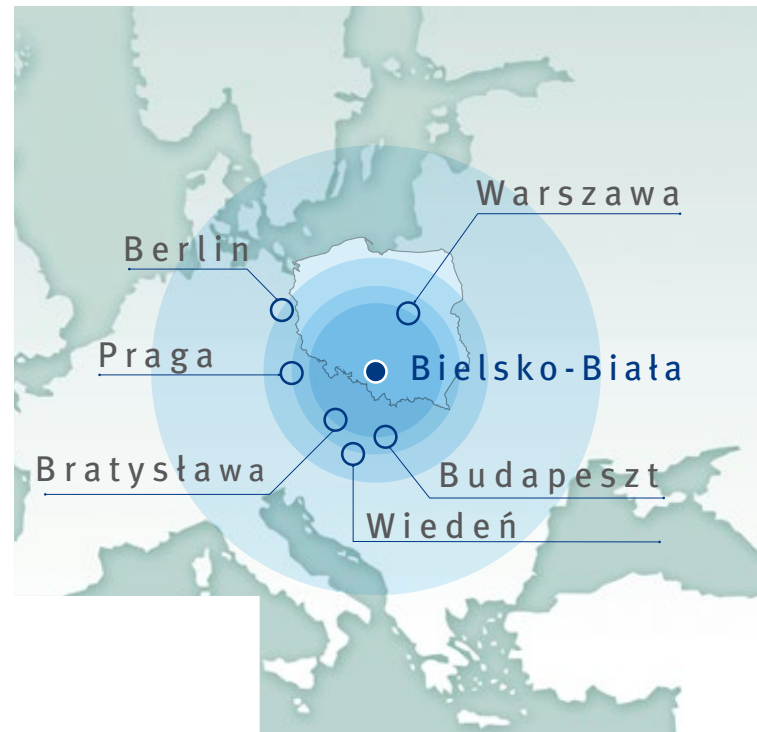 Warszawa
Berlin
Praga
Bielsko-Biała
Bratysława
Budapeszt
Wiedeń